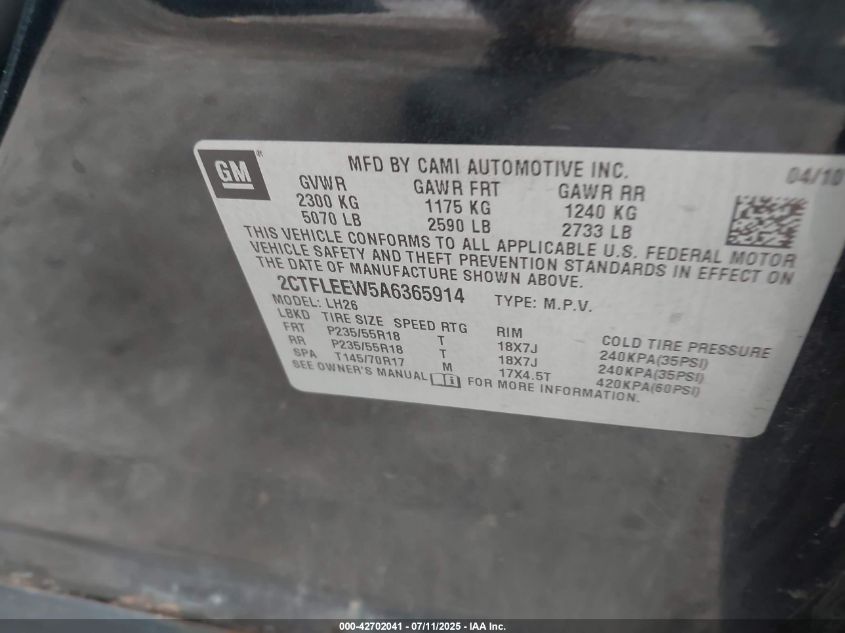 GM
MFD BY CAMI AUTOMOTIVE INC.
04/10
GVWR GAWR FRT GAWR RR
2300 KG 1175 KG 1240 KG
5070 LB 2590 LB 2733 LB
THIS VEHICLE CONFORMS TO ALL APPLICABLE U.S. FEDERAL MOTOR
VEHICLE SAFETY AND THEFT PREVENTION STANDARDS IN EFFECT ON
THE DATE OF MANUFACTURE SHOWN ABOVE.
2CTFLEEW5A6365914 TYPE: M.P.V.
MODEL: LH26
LBKD TIRE SIZE SPEED RTG RIM COLD TIRE PRESSURE
FRT P235/55R18 T 18X7J 240KPA(35PSI)
RR P235/55R18 T 18X7J 240KPA(35PSI)
SPA T145/70R17 M 17X4.5T 420KPA(60PSI)
SEE OWNER'S MANUAL FOR MORE INFORMATION.
000-42702041 - 07/11/2025 - IAA Inc.